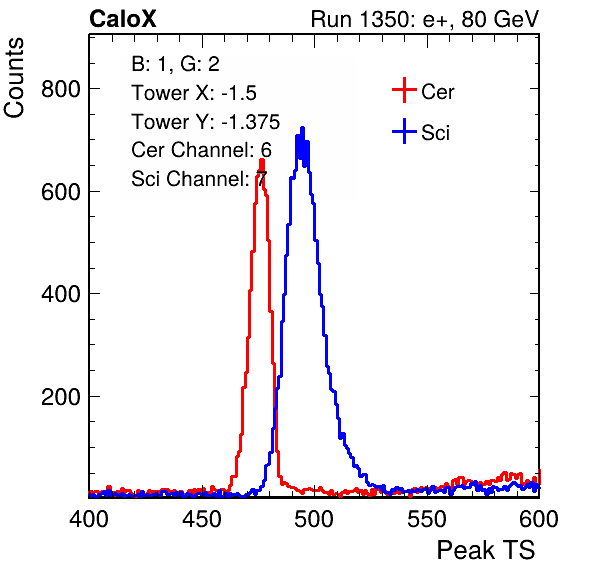 CaloX Run 1350: e+, 80 GeV
Counts
B: 1, G: 2
Tower X: -1.5
Tower Y: -1.375
Cer Channel: 6
Sci Channel: 7
Cer
Sci
800
600
400
200
400 450 500 550 600
Peak TS